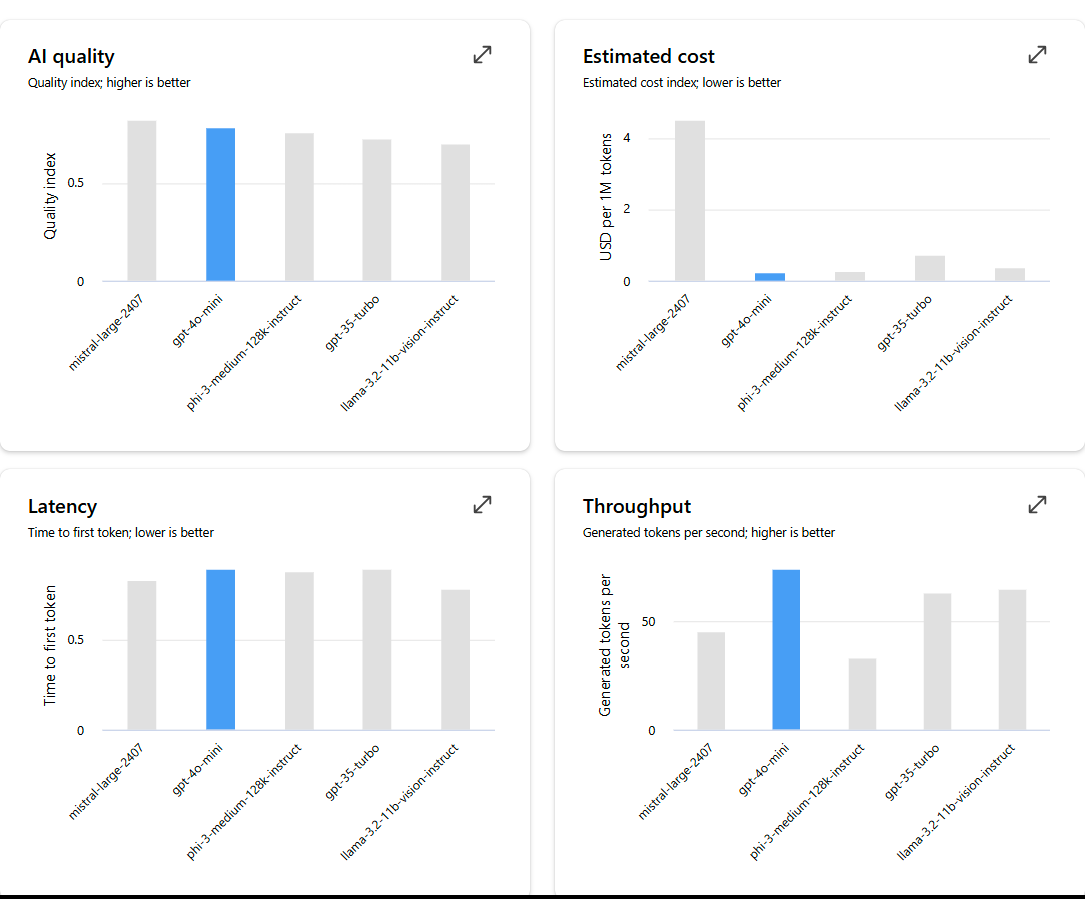 AI quality
Quality index; higher is better
Quality index
0.5
0
mistral-large-2407
gpt-4o-mini
phi-3-medium-128k-instruct
gpt-35-turbo
llama-3.2-11b-vision-instruct
Estimated cost
Estimated cost index; lower is better
USD per 1M tokens
4
2
0
mistral-large-2407
gpt-4o-mini
phi-3-medium-128k-instruct
gpt-35-turbo
llama-3.2-11b-vision-instruct
Latency
Time to first token; lower is better
Time to first token
0.5
0
mistral-large-2407
gpt-4o-mini
phi-3-medium-128k-instruct
gpt-35-turbo
llama-3.2-11b-vision-instruct
Throughput
Generated tokens per second; higher is better
Generated tokens per
second
50
0
mistral-large-2407
gpt-4o-mini
phi-3-medium-128k-instruct
gpt-35-turbo
llama-3.2-11b-vision-instruct